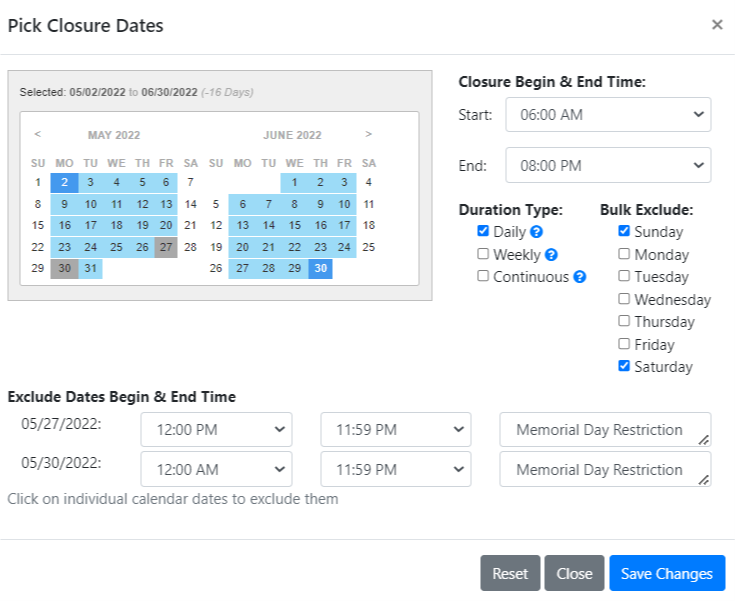 Pick Closure Dates ×
Selected: 05/02/2022 to 06/30/2022 (-16 Days)
< MAY 2022 JUNE 2022 >
SU MO TU WE TH FR SA SU MO TU WE TH FR SA
1 2 3 4 5 6 7 1 2 3 4
8 9 10 11 12 13 14 5 6 7 8 9 10 11
15 16 17 18 19 20 21 12 13 14 15 16 17 18
22 23 24 25 26 27 28 19 20 21 22 23 24 25
29 30 31 26 27 28 29 30
Closure Begin & End Time:
Start: 06:00 AM
End: 08:00 PM
Duration Type:
Daily ?
Weekly ?
Continuous ?
Bulk Exclude:
Sunday
Monday
Tuesday
Wednesday
Thursday
Friday
Saturday
Exclude Dates Begin & End Time
05/27/2022: 12:00 PM 11:59 PM Memorial Day Restriction
05/30/2022: 12:00 AM 11:59 PM Memorial Day Restriction
Click on individual calendar dates to exclude them
Reset Close Save Changes